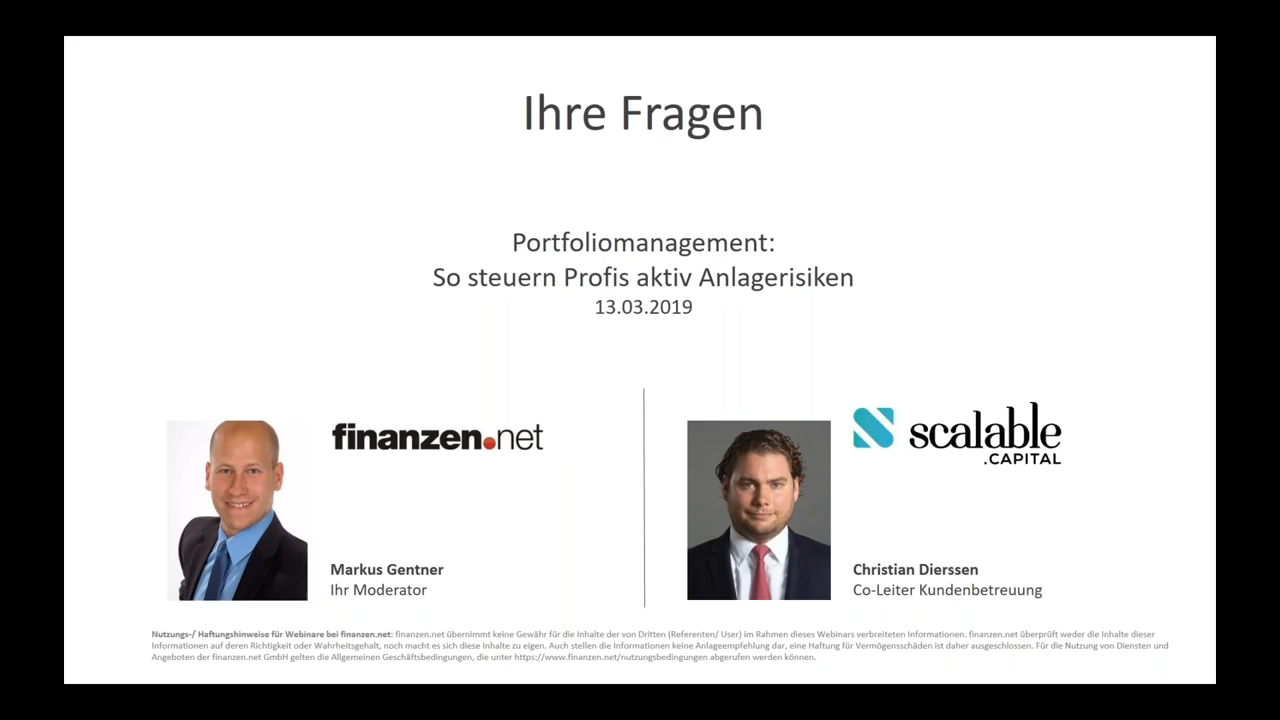 Ihre Fragen
Portfoliomanagement:
So steuern Profis aktiv Anlagerisiken
13.03.2019
finanzen.net
Markus Gentner
Ihr Moderator
scalable
.CAPITAL
Christian Dierssen
Co-Leiter Kundenbetreuung
Nutzungs-/ Haftungshinweise für Webinare bei finanzen.net: finanzen.net übernimmt keine Gewähr für die Inhalte der von Dritten (Referenten/ User) im Rahmen dieses Webinars verbreiteten Informationen. finanzen.net überprüft weder die Inhalte dieser
Informationen auf deren Richtigkeit oder Wahrheitsgehalt, noch macht es sich diese Inhalte zu eigen. Auch stellen die Informationen keine Anlageempfehlung dar, eine Haftung für Vermögensschäden ist daher ausgeschlossen. Für die Nutzung von Diensten und
Angeboten der finanzen.net GmbH gelten die Allgemeinen Geschäftsbedingungen, die unter https://www.finanzen.net/nutzungsbedingungen abgerufen werden können.